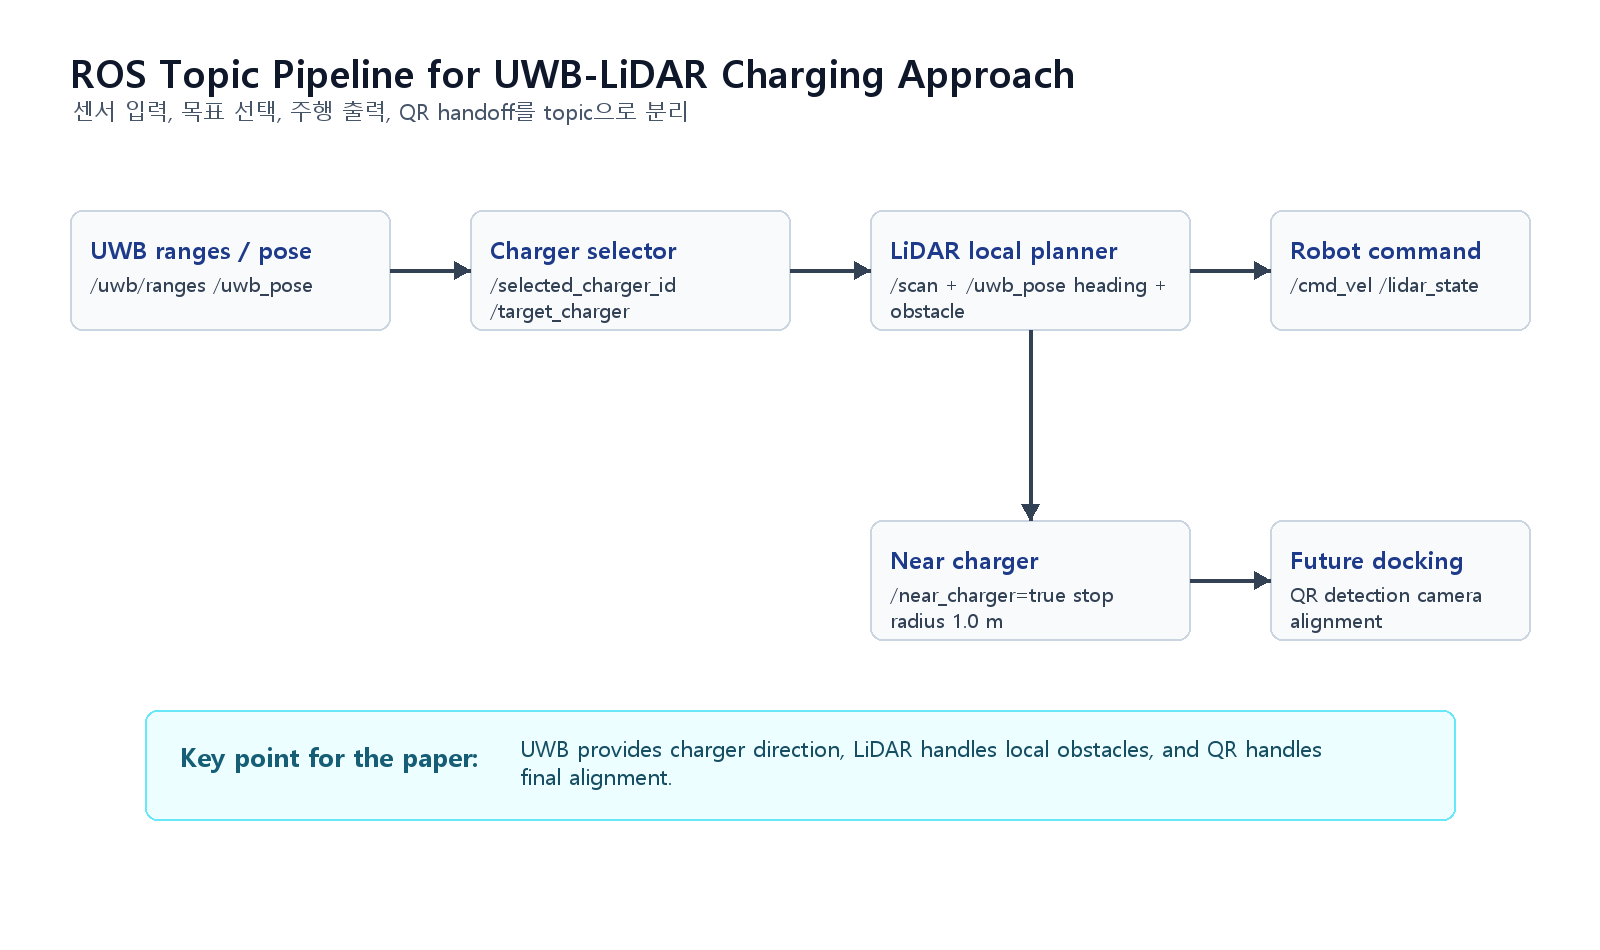 ROS Topic Pipeline for UWB-LiDAR Charging Approach
센서 입력, 목표 선택, 주행 출력, QR handoff를 topic으로 분리
UWB ranges / pose
/uwb/ranges /uwb_pose
Charger selector
/selected_charger_id
/target_charger
LiDAR local planner
/scan + /uwb_pose heading +
obstacle
Robot command
/cmd_vel /lidar_state
Near charger
/near_charger=true stop
radius 1.0 m
Future docking
QR detection camera
alignment
Key point for the paper:
UWB provides charger direction, LiDAR handles local obstacles, and QR handles
final alignment.